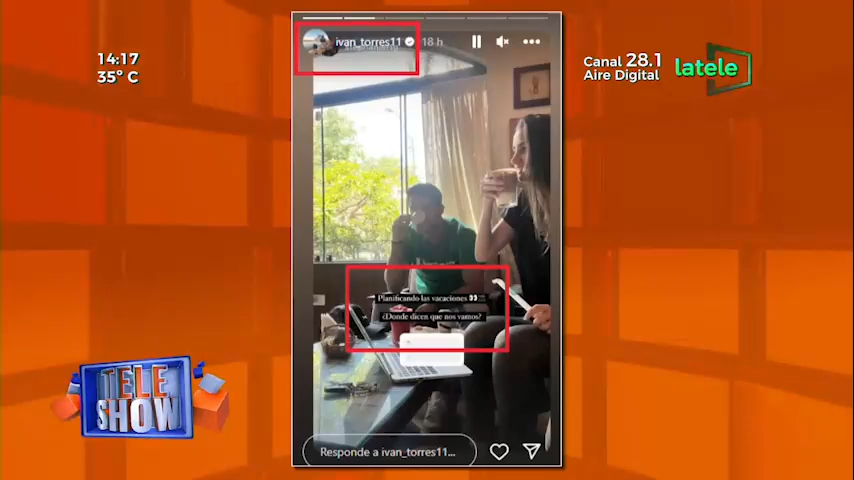 14:17
35° C
ivan_torres11 18 h
Canal 28.1
Aire Digital
latele
Planificando las vacaciones
¿Donde dicen que nos vamos?
TELE
SHOW
Responde a ivan_torres11...